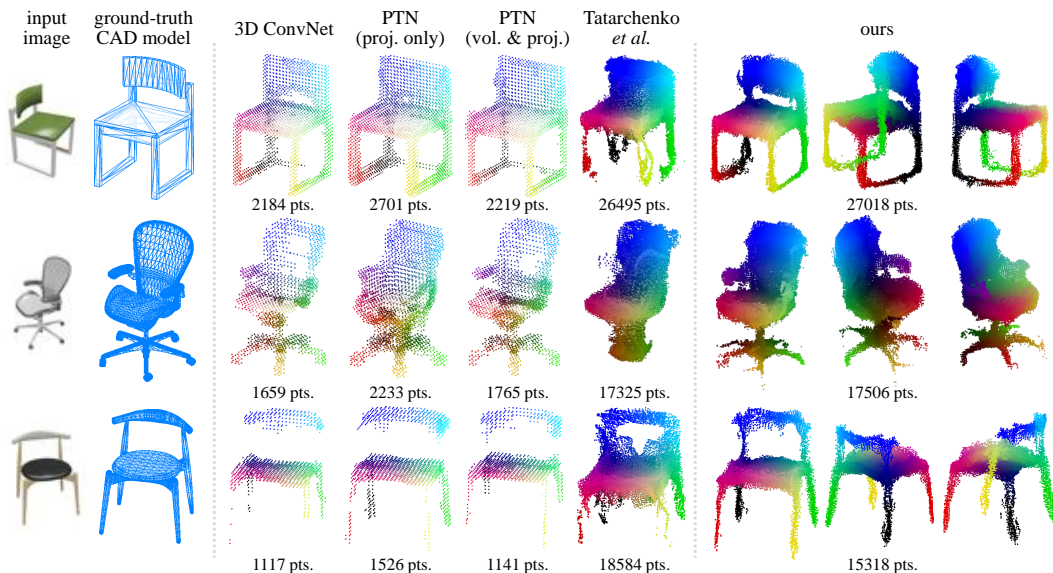 input image
ground-truth CAD model
3D ConvNet
PTN (proj. only)
PTN (vol. & proj.)
Tatarchenko et al.
ours
2184 pts.
2701 pts.
2219 pts.
26495 pts.
27018 pts.
1659 pts.
2233 pts.
1765 pts.
17325 pts.
17506 pts.
1117 pts.
1526 pts.
1141 pts.
18584 pts.
15318 pts.